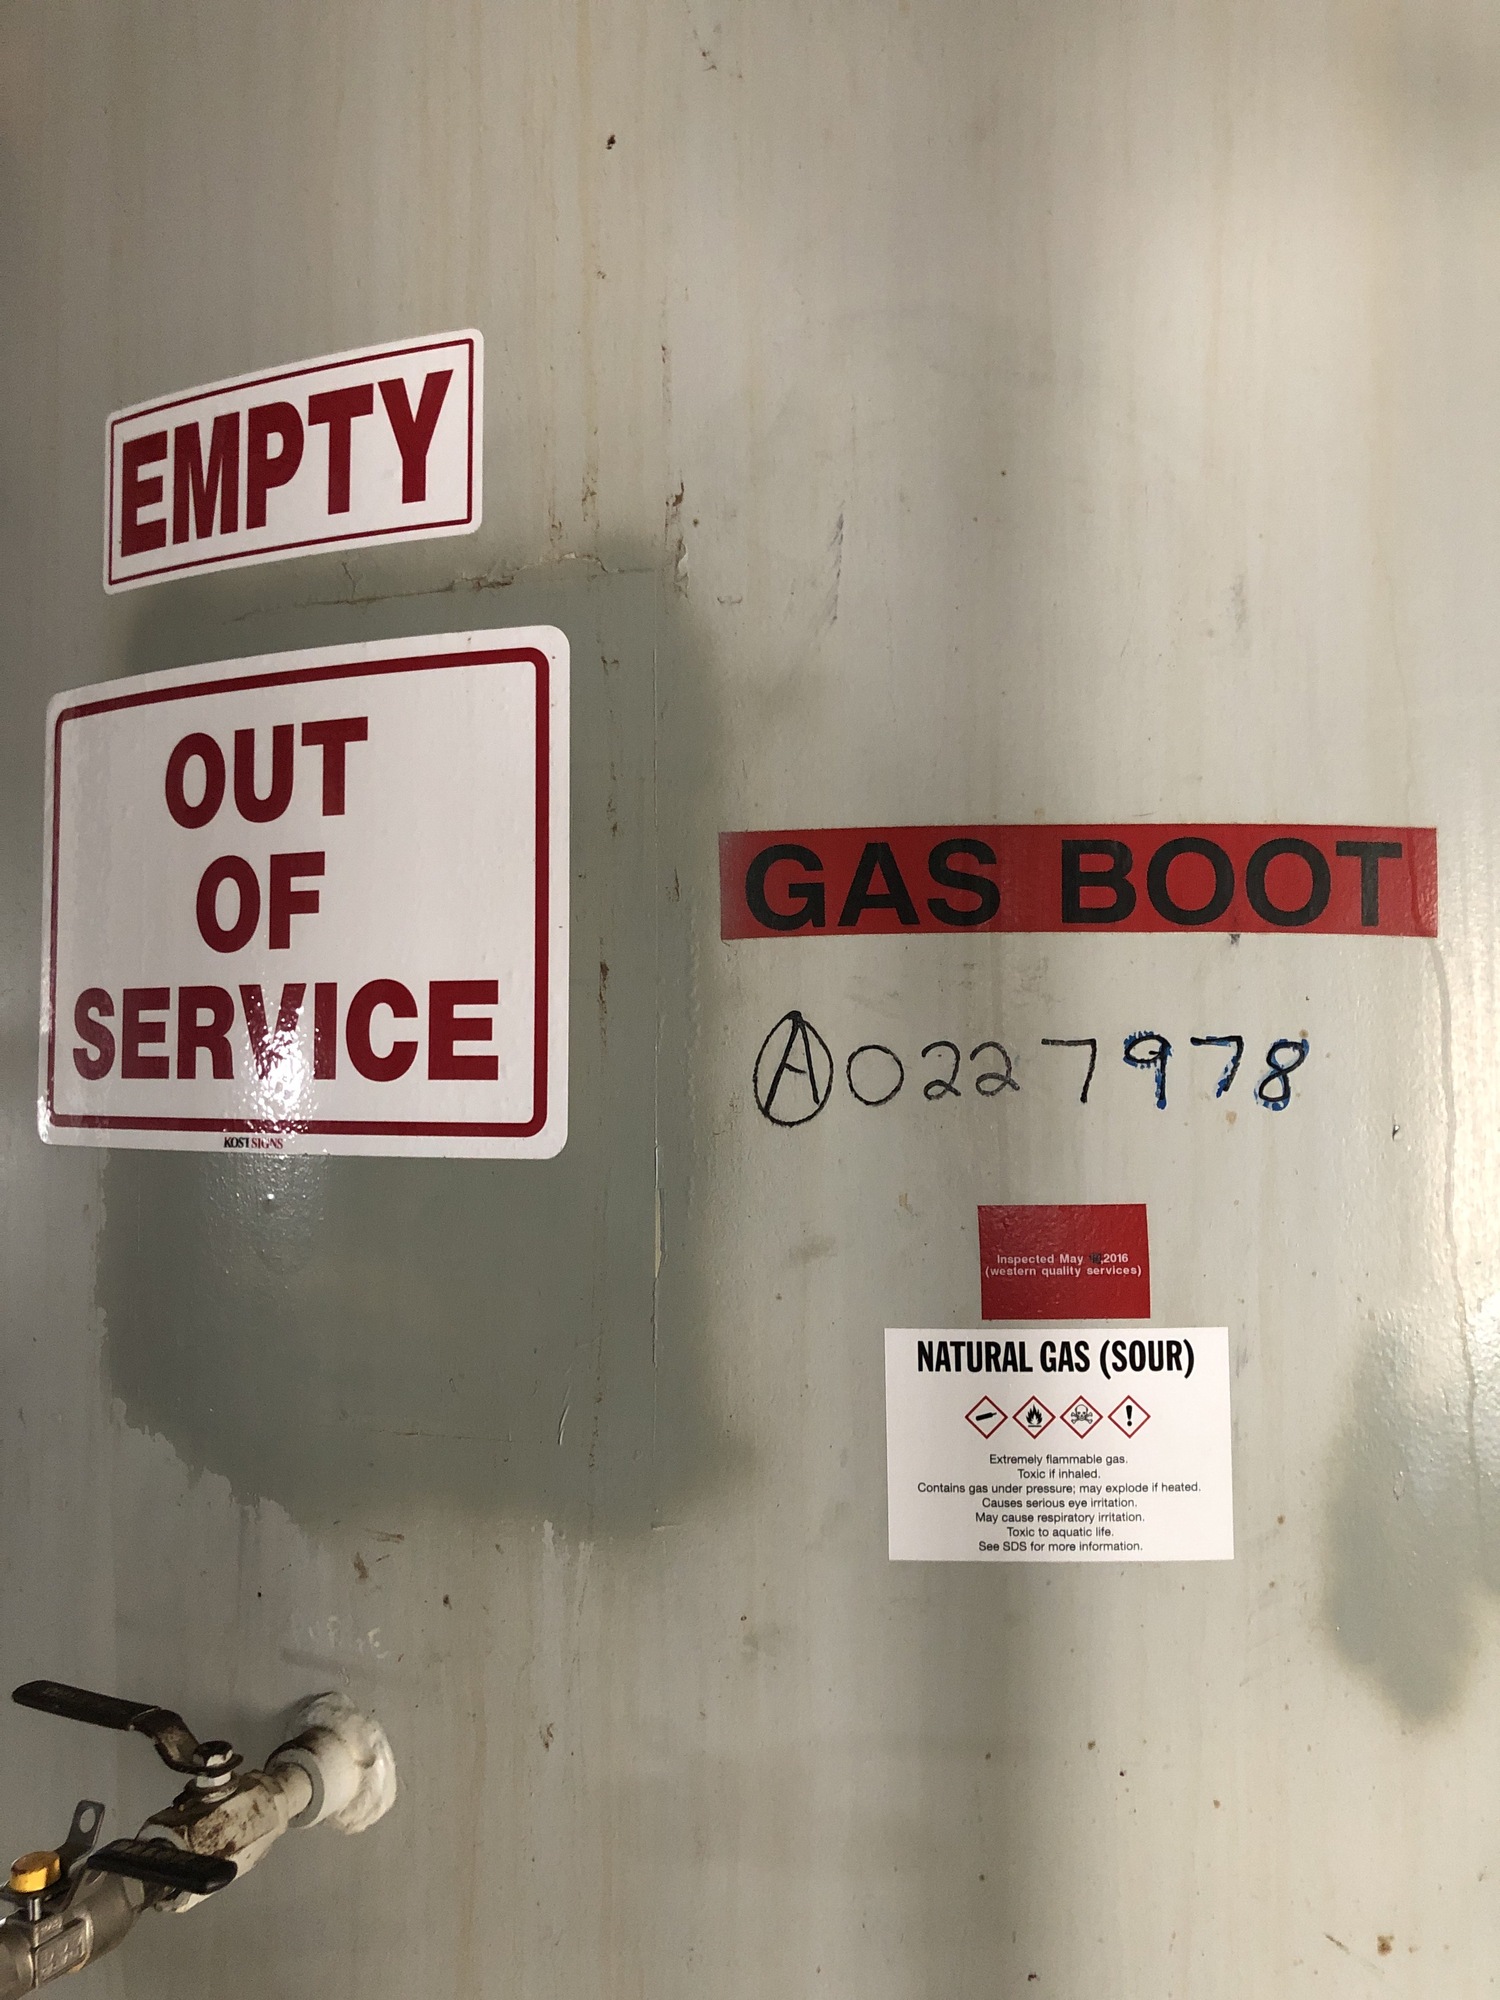 EMPTY
OUT
OF
SERVICE
KOST SIGNS
GAS BOOT
A0227978
Inspected May ,2016
(western quality services)
NATURAL GAS (SOUR)
Extremely flammable gas.
Toxic if inhaled.
Contains gas under pressure; may explode if heated.
Causes serious eye irritation.
May cause respiratory irritation.
Toxic to aquatic life.
See SDS for more information.